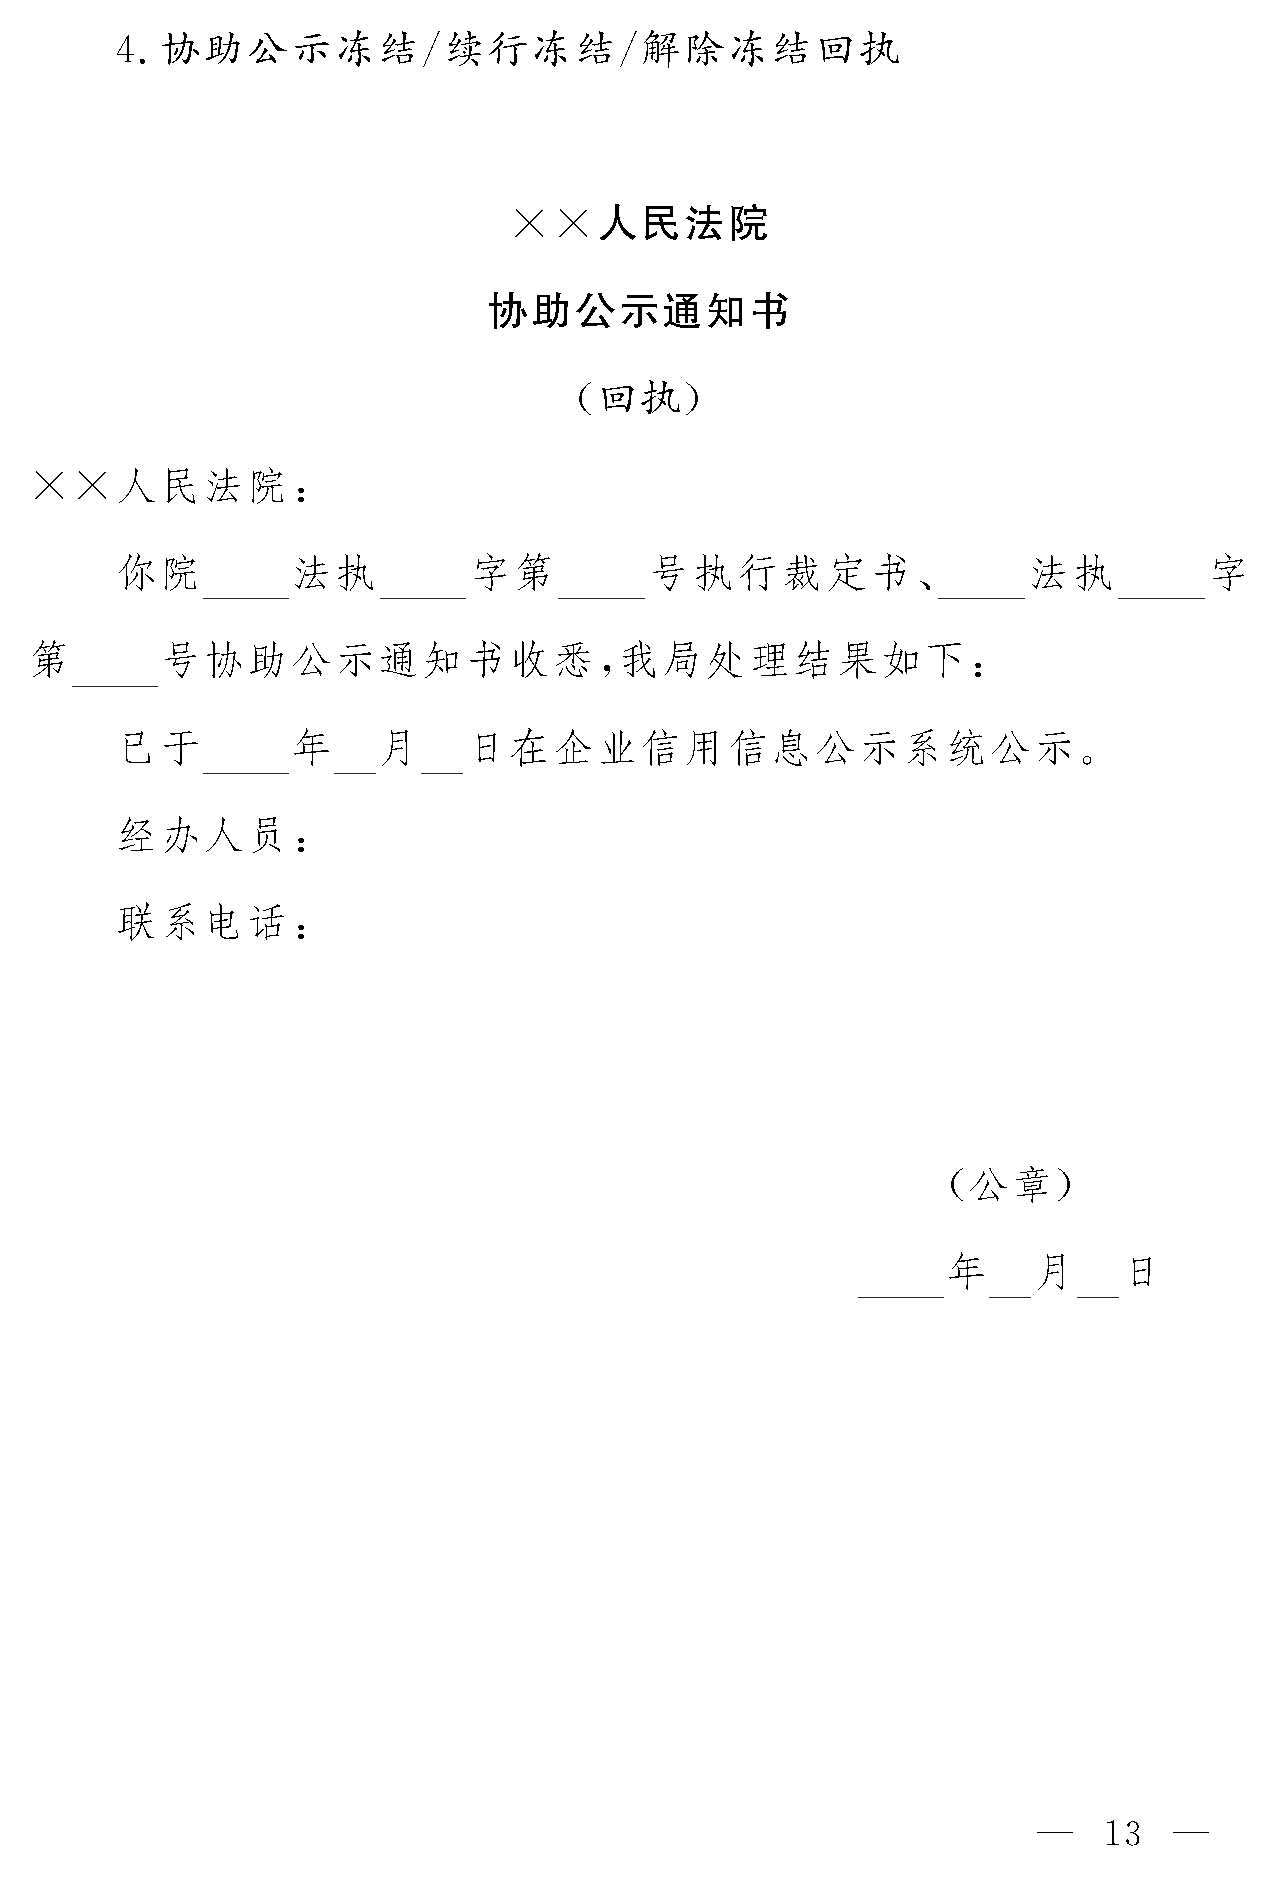 4. 协助公示冻结/续行冻结/解除冻结回执
××人民法院
协助公示通知书
(回执)
××人民法院:
你院____法执____字第____号执行裁定书、____法执____字
第____号协助公示通知书收悉,我局处理结果如下:
已于____年__月__日在企业信用信息公示系统公示。
经办人员:
联系电话:
(公章)
____年__月__日
— 13 —